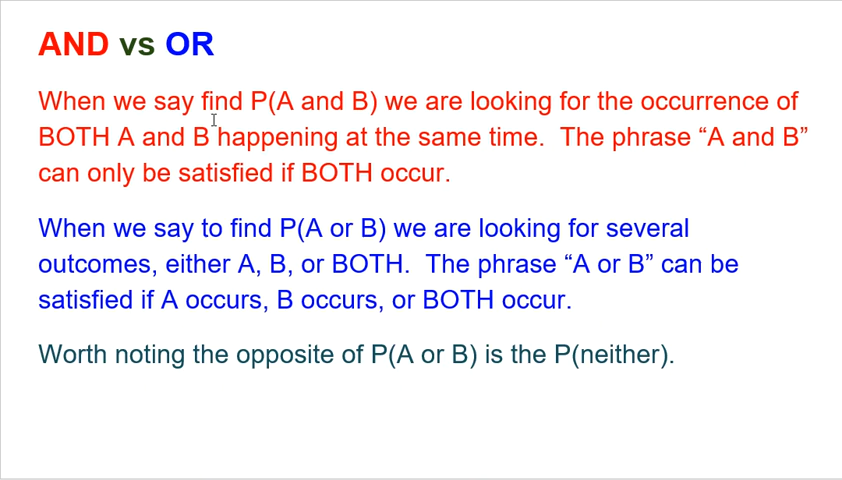 AND vs OR
When we say find P(A and B) we are looking for the occurrence of
BOTH A and B happening at the same time.  The phrase “A and B”
can only be satisfied if BOTH occur.
When we say to find P(A or B) we are looking for several
outcomes, either A, B, or BOTH.  The phrase “A or B” can be
satisfied if A occurs, B occurs, or BOTH occur.
Worth noting the opposite of P(A or B) is the P(neither).